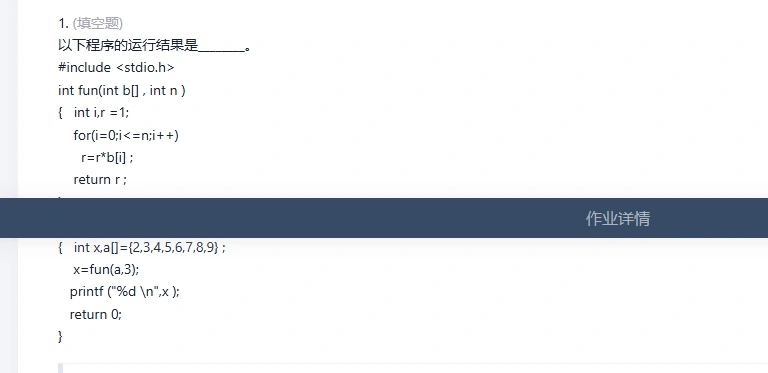 1. (填空题)
以下程序的运行结果是________。
#include <stdio.h>
int fun(int b[] , int n )
{   int i,r =1;
for(i=0;i<=n;i++)
r=r*b[i] ;
return r ;
作业详情
{   int x,a[]={2,3,4,5,6,7,8,9} ;
x=fun(a,3);
printf ("%d \n",x );
return 0;
}